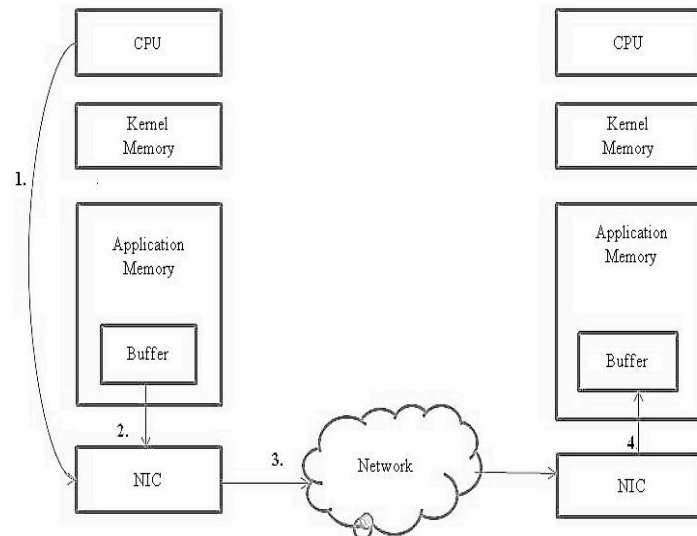 CPU
Kernel
Memory
1.
Application
Memory
Buffer
2.
NIC
3.
Network
CPU
Kernel
Memory
Application
Memory
Buffer
4.
NIC